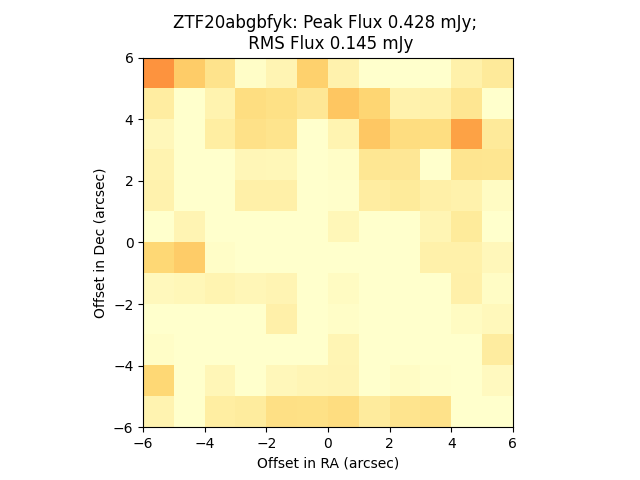 ZTF20abgbfyk: Peak Flux 0.428 mJy;
RMS Flux 0.145 mJy
6
4
2
0
−2
−4
−6
Offset in Dec (arcsec)
−6 −4 −2 0 2 4 6
Offset in RA (arcsec)